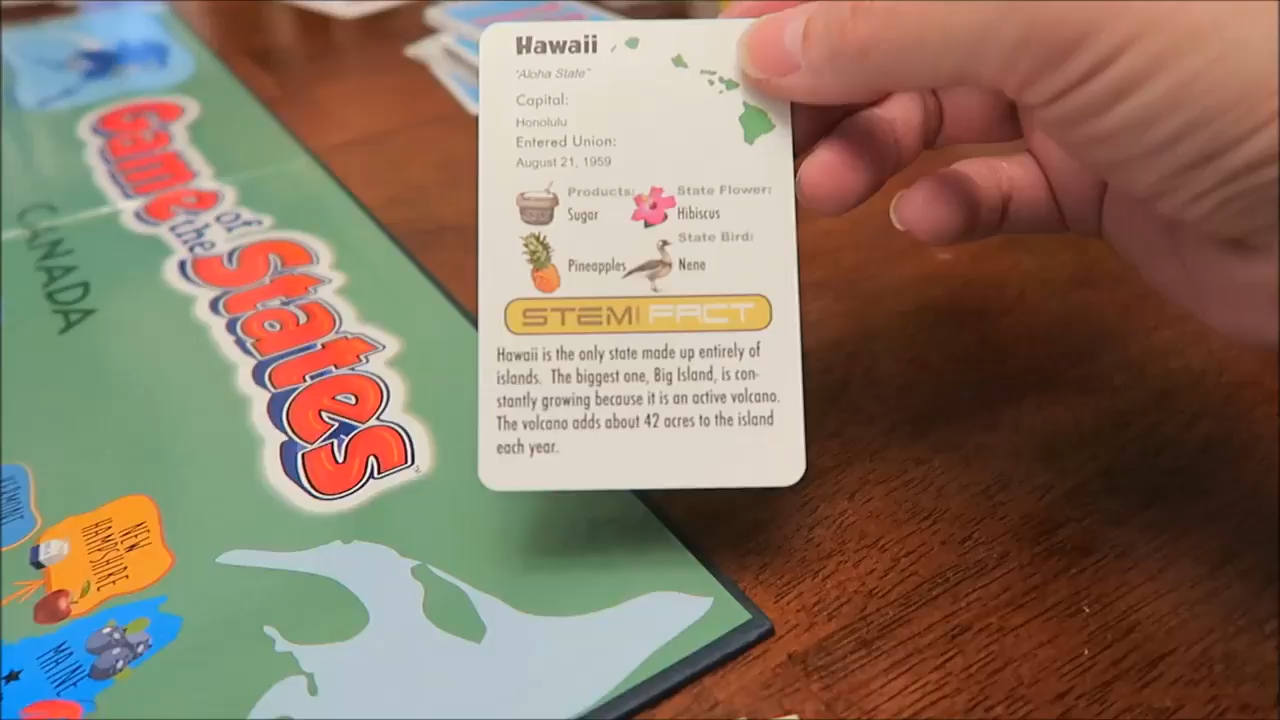 Hawaii
"Aloha State"
Capital:
Honolulu
Entered Union:
August 21, 1959
Products:
Sugar
Pineapples
State Flower:
Hibiscus
State Bird:
Nene
STEM FACT
Hawaii is the only state made up entirely of
islands. The biggest one, Big Island, is con-
stantly growing because it is an active volcano.
The volcano adds about 42 acres to the island
each year.
Game
of
the
States
CANADA
VERMONT
NEW
HAMPSHIRE
MAINE